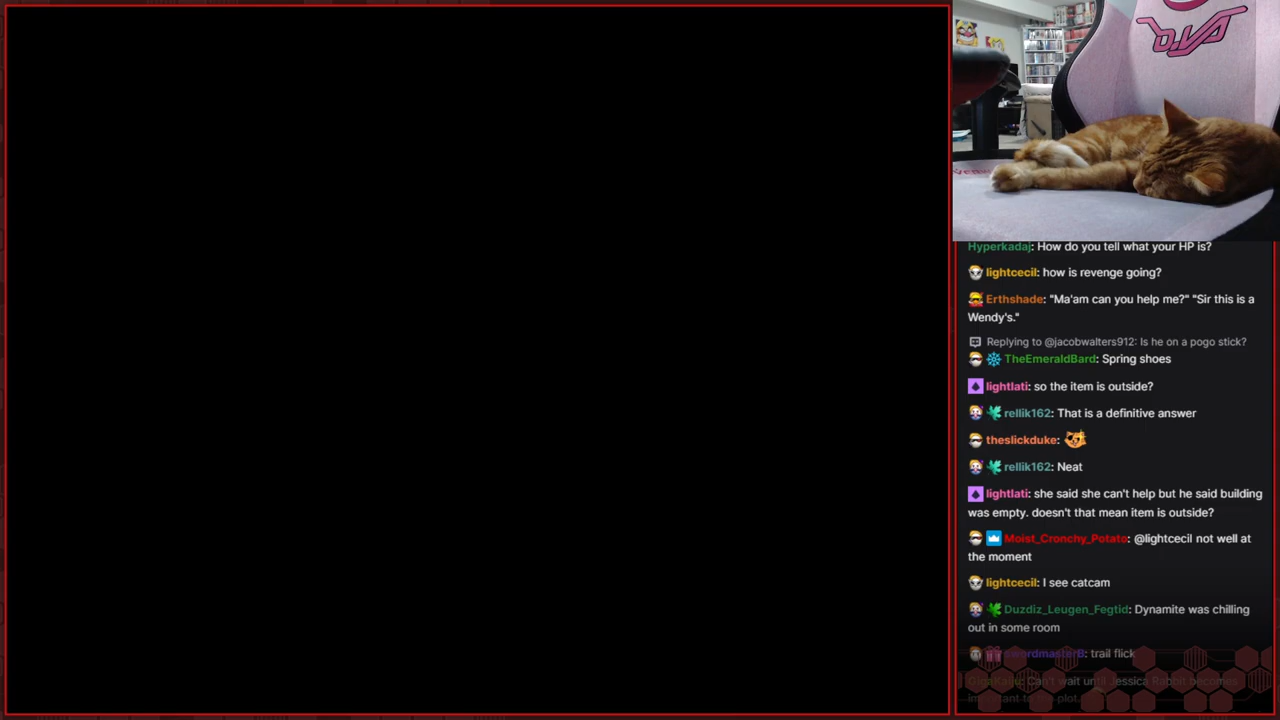 D.VA
Hyperkadaj: How do you tell what your HP is?
lightcecil: how is revenge going?
Erthshade: "Ma'am can you help me?" "Sir this is a
Wendy's."
Replying to @jacobwalters912: Is he on a pogo stick?
TheEmeraldBard: Spring shoes
lightlati: so the item is outside?
rellik162: That is a definitive answer
theslickduke:
rellik162: Neat
lightlati: she said she can't help but he said building
was empty. doesn't that mean item is outside?
Moist_Cronchy_Potato: @lightcecil not well at
the moment
lightcecil: I see catcam
Duzdiz_Leugen_Fegtid: Dynamite was chilling
out in some room
swordmasterB: trail flick
Can't wait until Jessica Rabbit becomes
important to the plot.